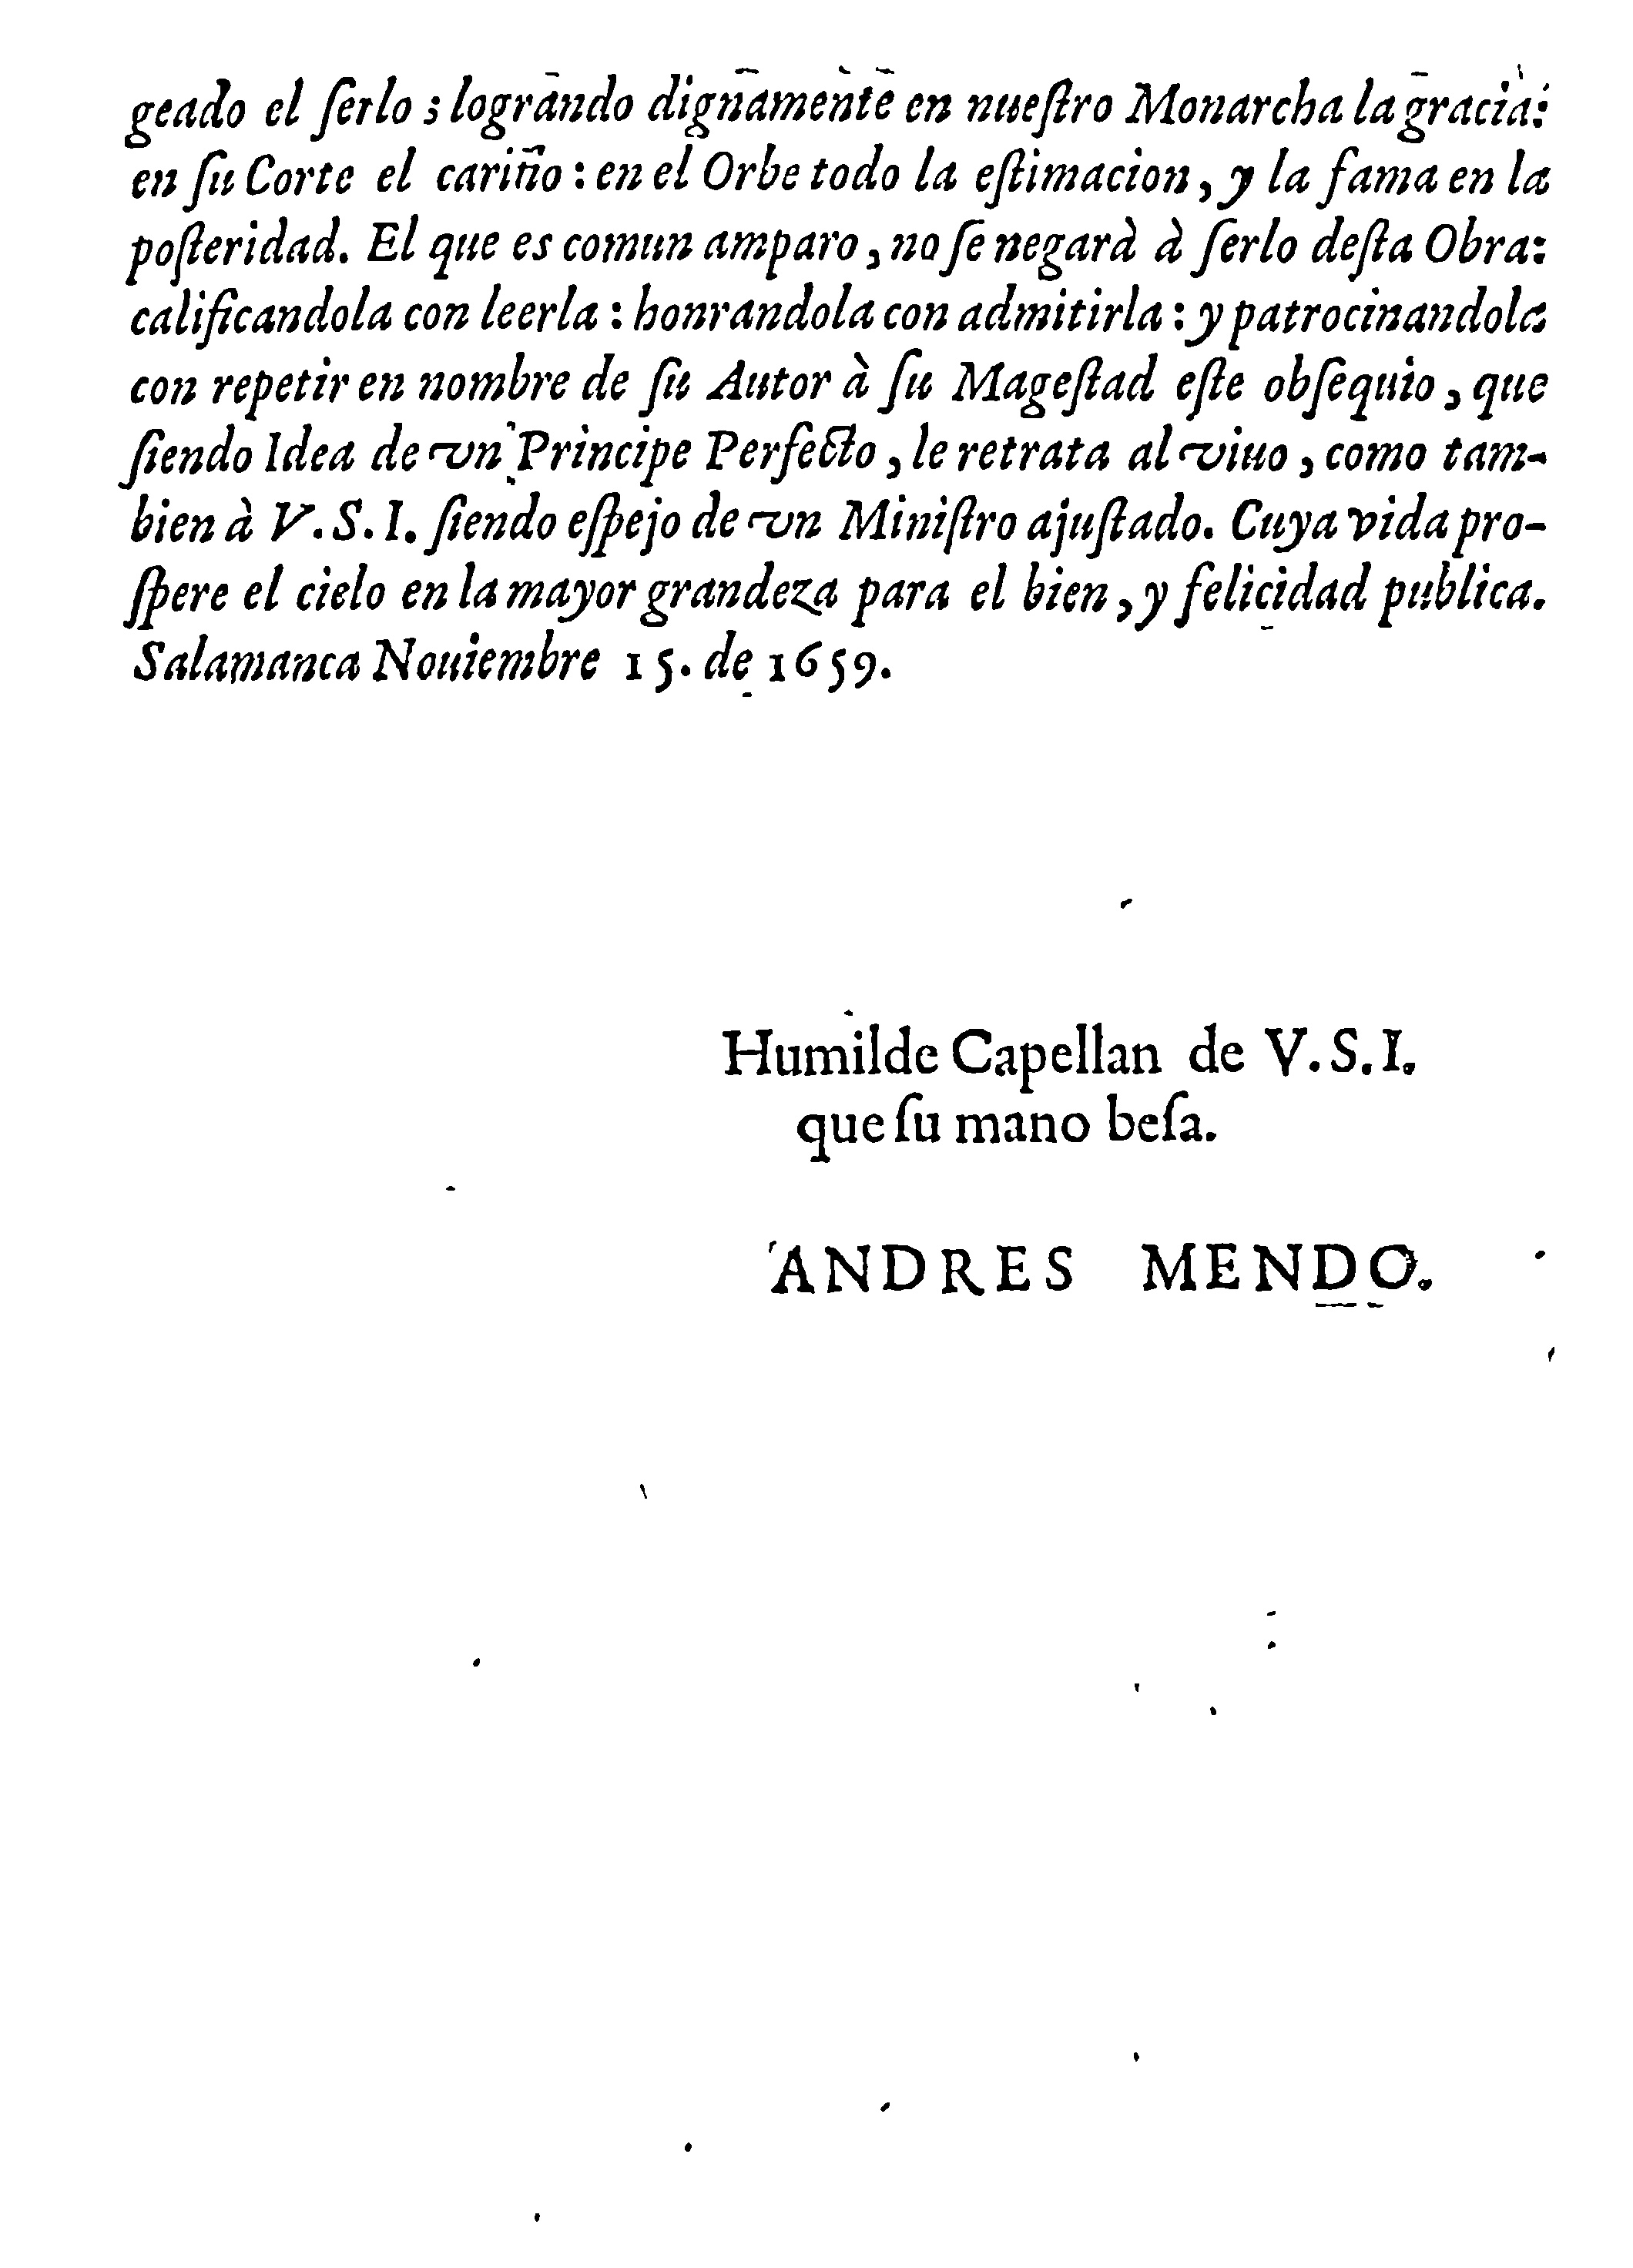 geado el ſerlo ; logrando dignamente en nueſtro Monarcha la gracia:
en ſu Corte el cariño : en el Orbe todo la eſtimacion, y la fama en la
poſteridad. El que es comun amparo, no ſe negarà à ſerlo deſta Obra:
calificandola con leerla : honrandola con admitirla : y patrocinandola
con repetir en nombre de ſu Autor à ſu Mageſtad eſte obſequio, que
ſiendo Idea de vn Principe Perfecto, le retrata al viuo, como tam-
bien à V. S. I. ſiendo eſpejo de vn Miniſtro ajuſtado. Cuya vida pro-
ſpere el cielo en la mayor grandeza para el bien, y felicidad publica.
Salamanca Nouiembre 15. de 1659.
Humilde Capellan de V. S. I.
que ſu mano beſa.
ANDRES MENDO.